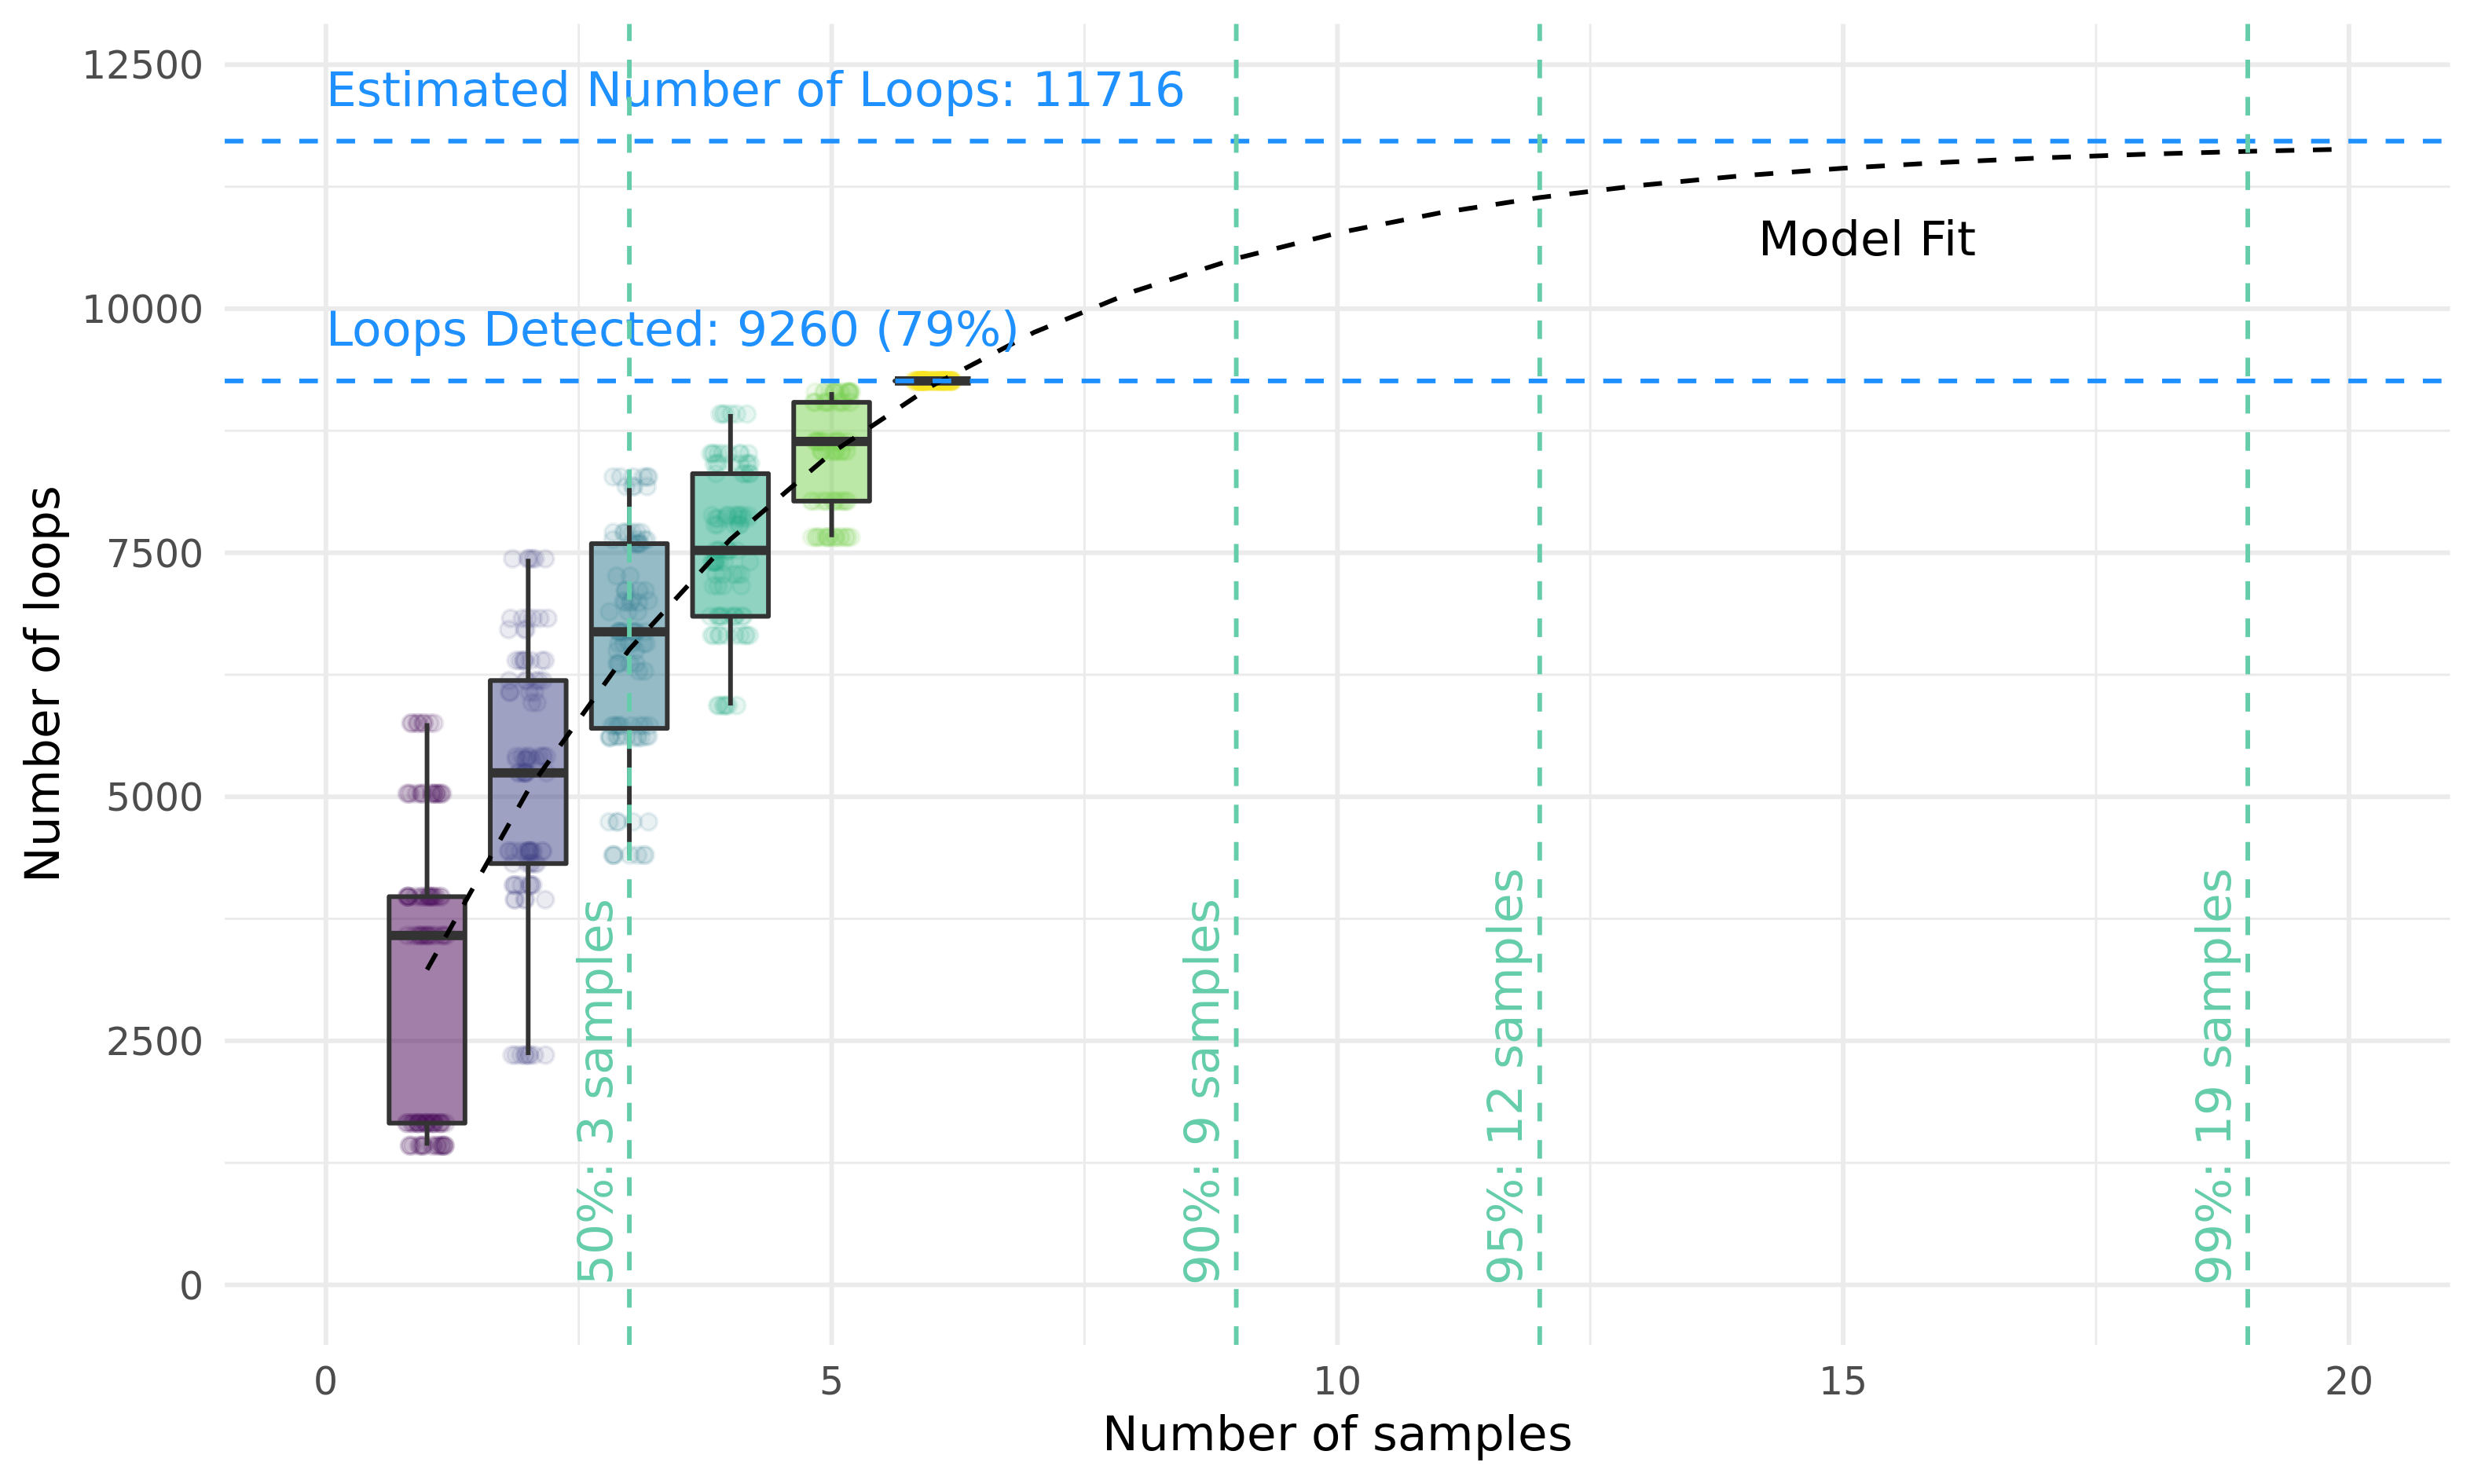 12500
Estimated Number of Loops: 11716
Model Fit
10000
Loops Detected: 9260 (79%)
7500
5000
2500
0
Number of loops
50%: 3 samples
90%: 9 samples
95%: 12 samples
99%: 19 samples
0 5 10 15 20
Number of samples